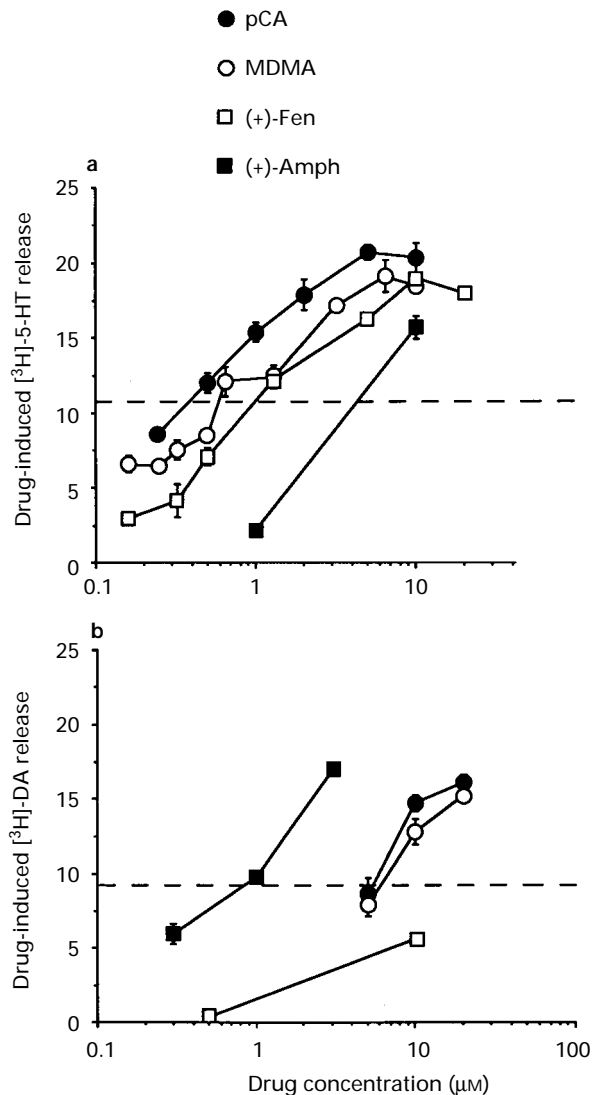 pCA
MDMA
(+)-Fen
(+)-Amph
a
25
20
15
10
5
0
Drug-induced [³H]-5-HT release
0.1
1
10
b
25
20
15
10
5
0
Drug-induced [³H]-DA release
0.1
1
10
100
Drug concentration (μM)